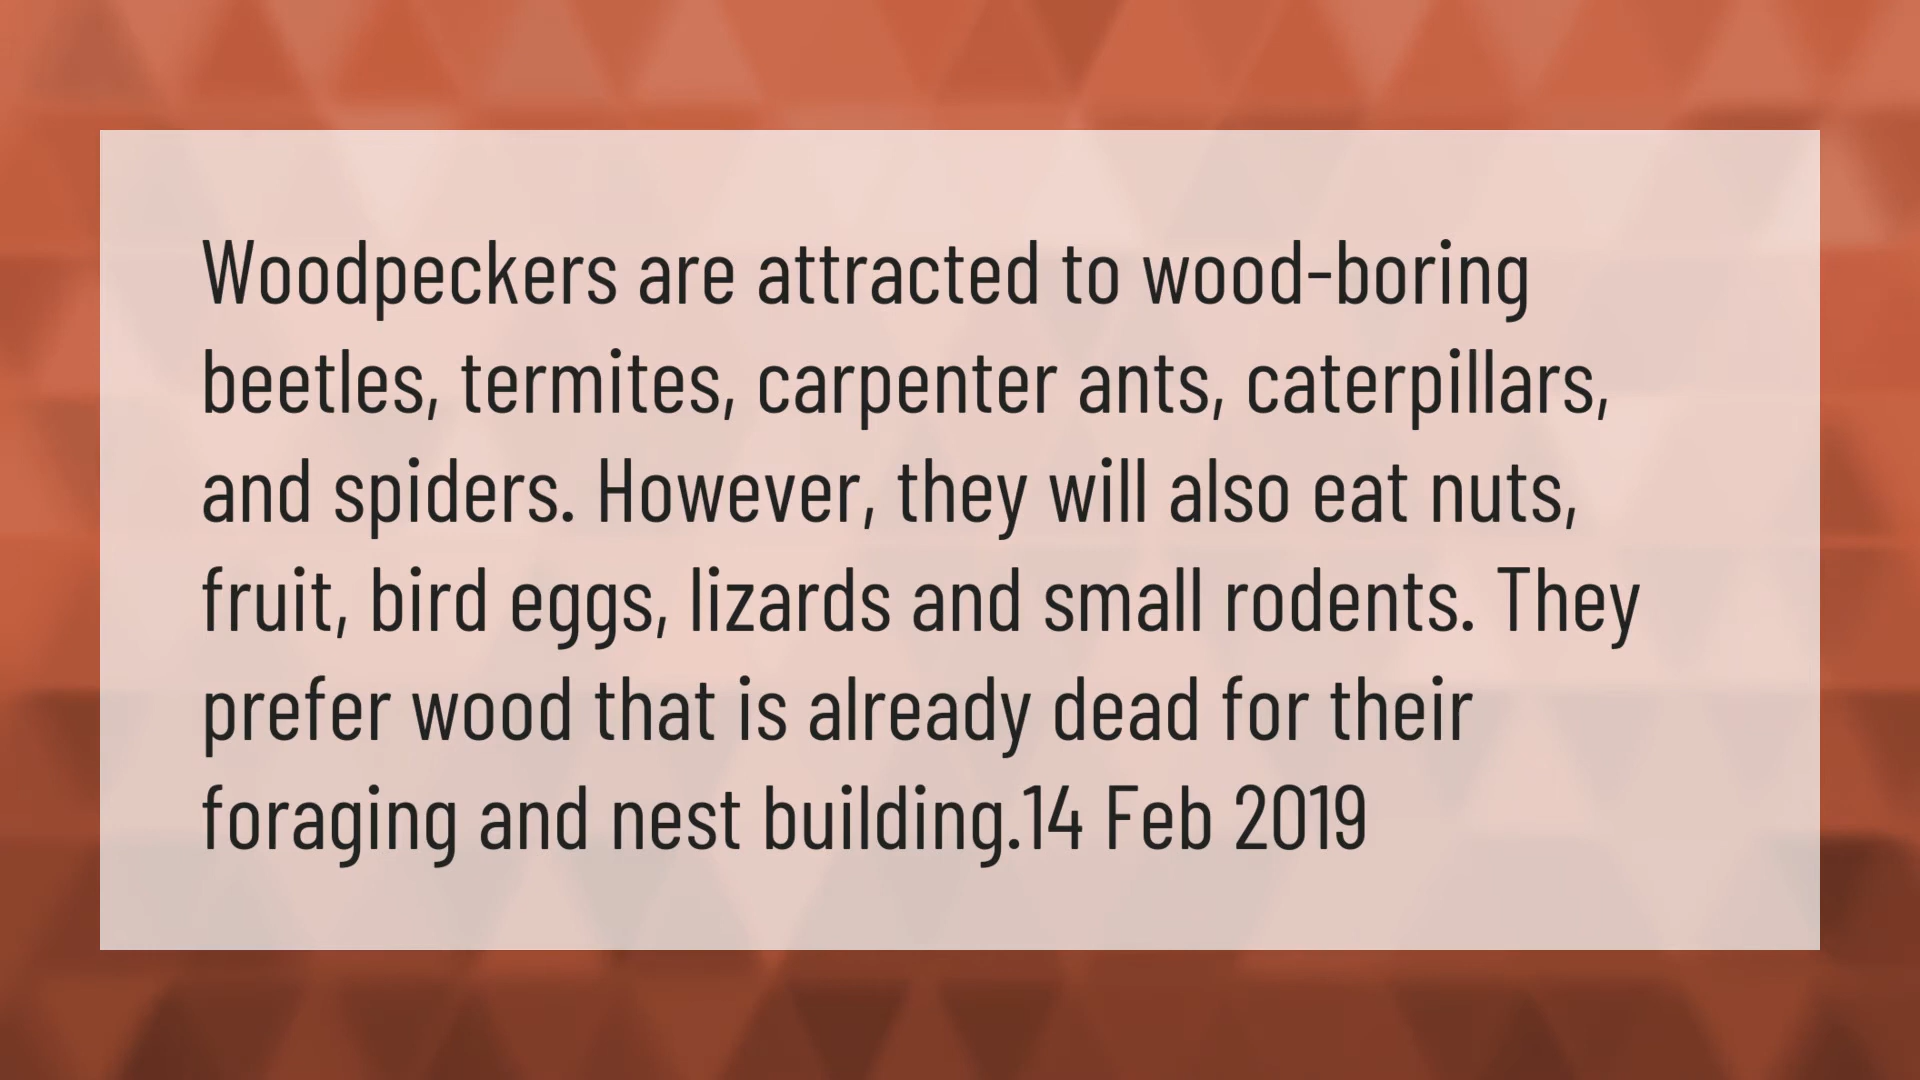 Woodpeckers are attracted to wood-boring
beetles, termites, carpenter ants, caterpillars,
and spiders. However, they will also eat nuts,
fruit, bird eggs, lizards and small rodents. They
prefer wood that is already dead for their
foraging and nest building.14 Feb 2019